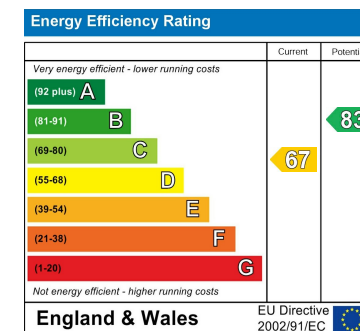 Energy Efficiency Rating
Current Potenti
Very energy efficient - lower running costs
(92 plus) A
(81-91) B 83
(69-80) C 67
(55-68) D
(39-54) E
(21-38) F
(1-20) G
Not energy efficient - higher running costs
England & Wales EU Directive
2002/91/EC